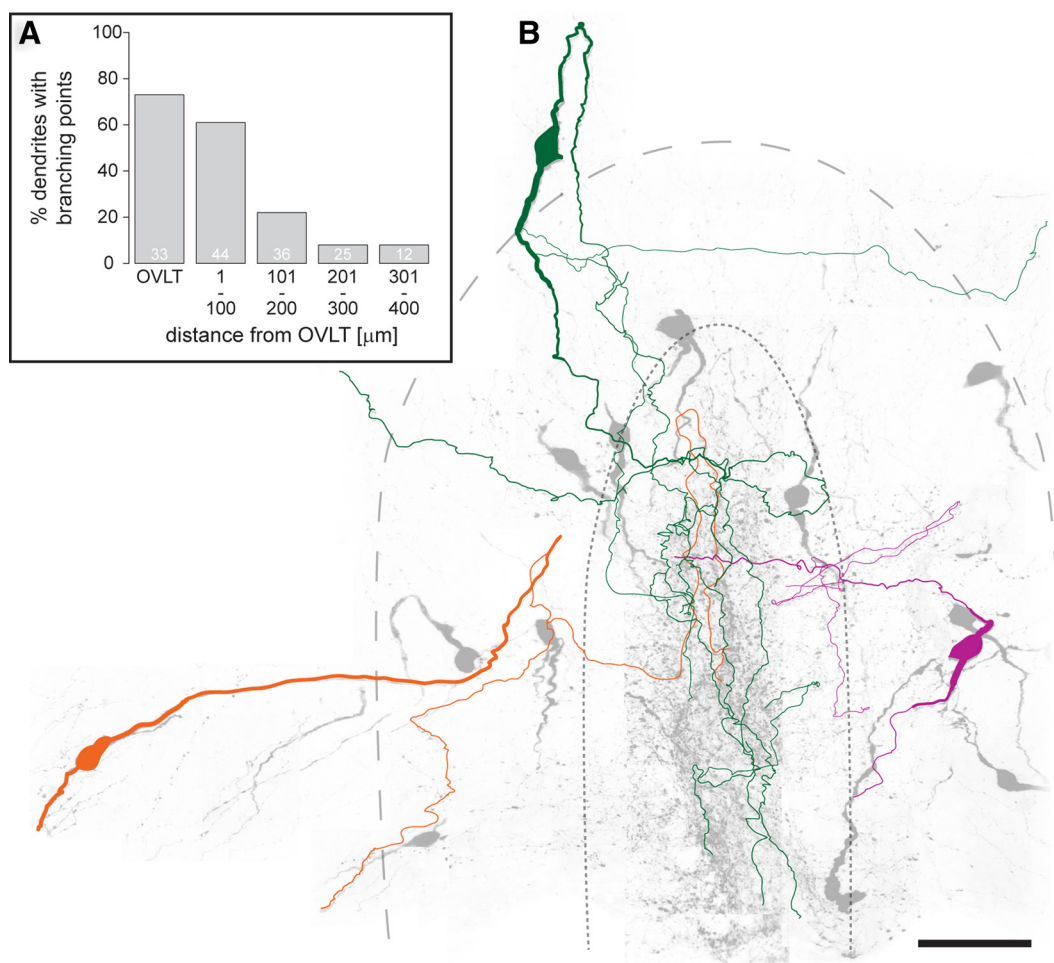 A
B
% dendrites with
branching points
100
80
60
40
20
0
33
44
36
25
12
OVLT 1 101 201 301
- - - -
100 200 300 400
distance from OVLT [μm]